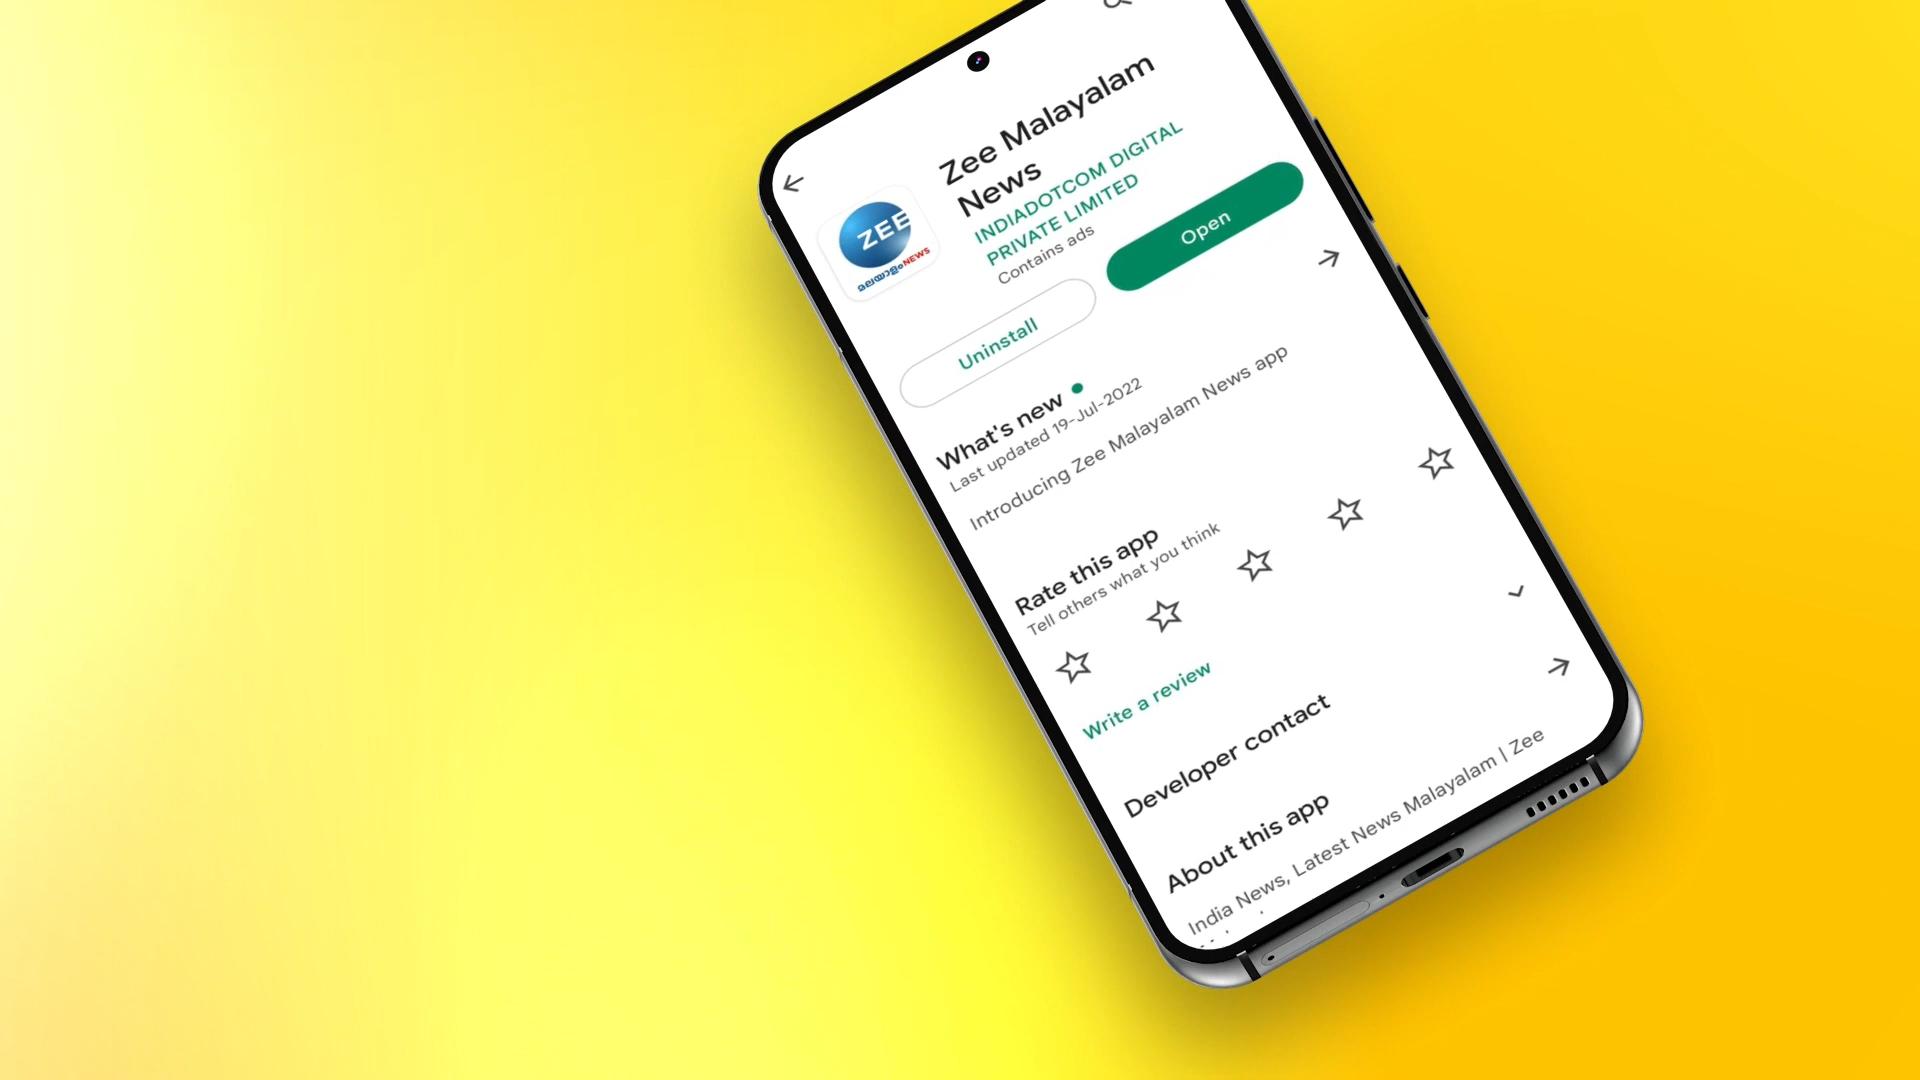 Zee Malayalam
News
INDIADOTCOM DIGITAL
PRIVATE LIMITED
Contains ads
ZEE
മലയാളം NEWS
Uninstall
Open
What's new
Last updated 19-Jul-2022
Introducing Zee Malayalam News app
Rate this app
Tell others what you think
Write a review
Developer contact
About this app
India News, Latest News Malayalam | Zee